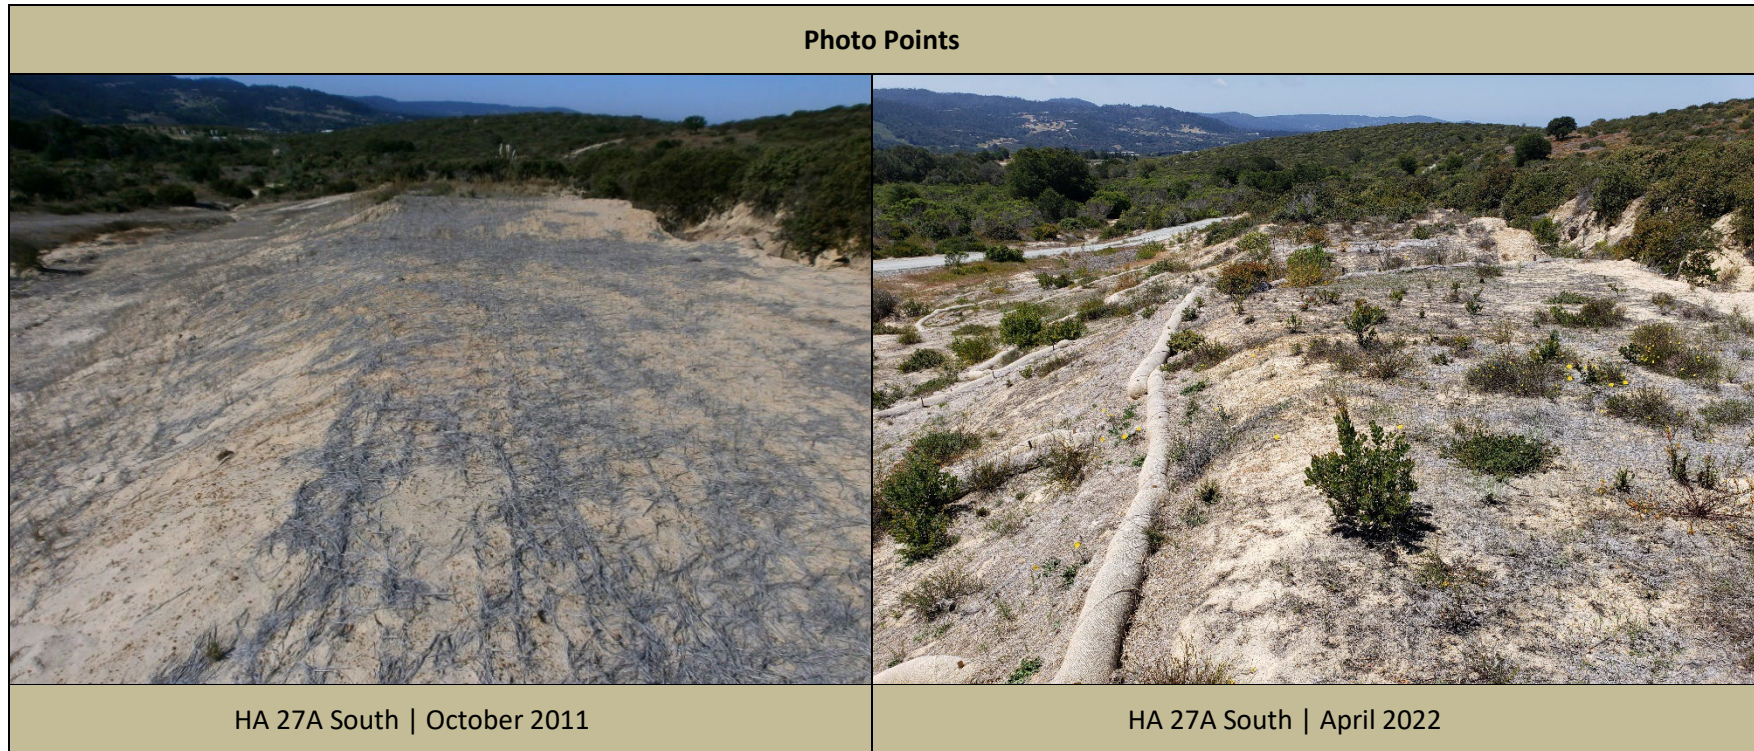 Photo Points
HA 27A South | October 2011
HA 27A South | April 2022